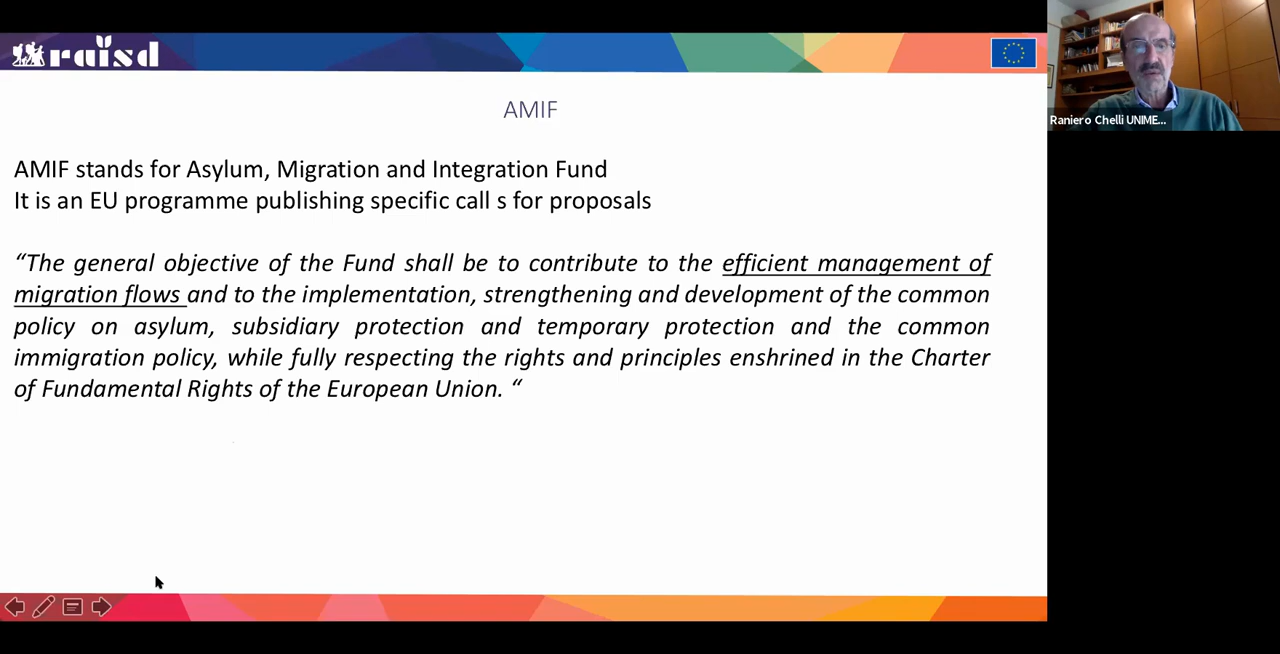 raisd
AMIF
AMIF stands for Asylum, Migration and Integration Fund
It is an EU programme publishing specific call s for proposals
“The general objective of the Fund shall be to contribute to the efficient management of
migration flows and to the implementation, strengthening and development of the common
policy on asylum, subsidiary protection and temporary protection and the common
immigration policy, while fully respecting the rights and principles enshrined in the Charter
of Fundamental Rights of the European Union. “
Raniero Chelli UNIME...